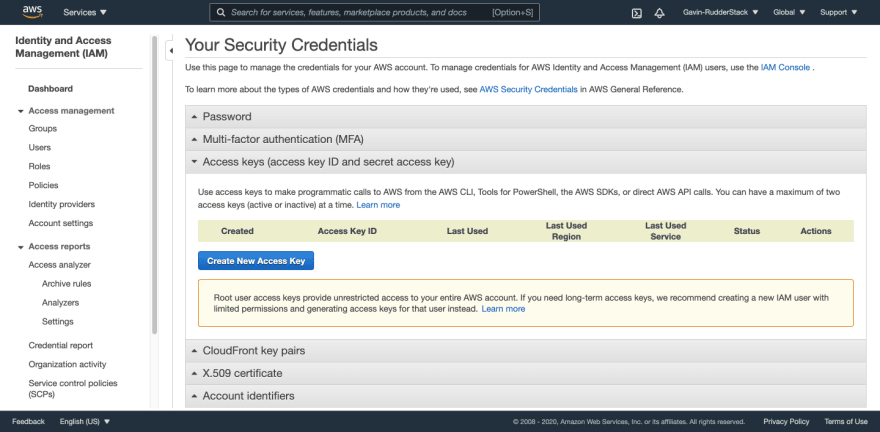 aws
Services
Search for services, features, marketplace products, and docs [Option+S]
Gavin-RudderStack
Global
Support
Identity and Access
Management (IAM)
Dashboard
Access management
Groups
Users
Roles
Policies
Identity providers
Account settings
Access reports
Access analyzer
Archive rules
Analyzers
Settings
Credential report
Organization activity
Service control policies
(SCPs)
Your Security Credentials
Use this page to manage the credentials for your AWS account. To manage credentials for AWS Identity and Access Management (IAM) users, use the IAM Console .
To learn more about the types of AWS credentials and how they're used, see AWS Security Credentials in AWS General Reference.
Password
Multi-factor authentication (MFA)
Access keys (access key ID and secret access key)
Use access keys to make programmatic calls to AWS from the AWS CLI, Tools for PowerShell, the AWS SDKs, or direct AWS API calls. You can have a maximum of two
access keys (active or inactive) at a time. Learn more
Created Access Key ID Last Used Last Used Region Last Used Service Status Actions
Create New Access Key
Root user access keys provide unrestricted access to your entire AWS account. If you need long-term access keys, we recommend creating a new IAM user with
limited permissions and generating access keys for that user instead. Learn more
CloudFront key pairs
X.509 certificate
Account identifiers
Feedback English (US)
© 2008 - 2020, Amazon Web Services, Inc. or its affiliates. All rights reserved. Privacy Policy Terms of Use